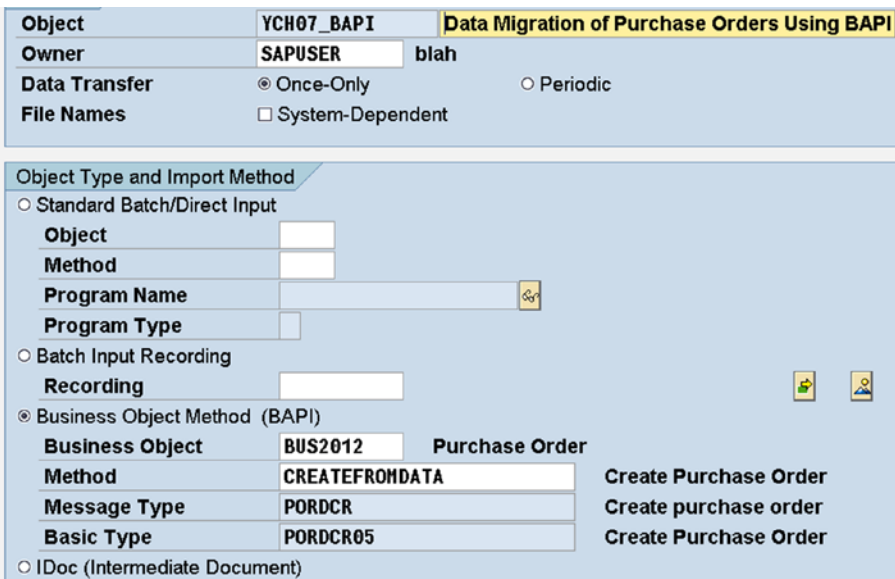 Object YCH07_BAPI Data Migration of Purchase Orders Using BAPI
Owner SAPUSER blah
Data Transfer Once-Only Periodic
File Names System-Dependent
Object Type and Import Method
Standard Batch/Direct Input
Object
Method
Program Name
Program Type
Batch Input Recording
Recording
Business Object Method (BAPI)
Business Object BUS2012 Purchase Order
Method CREATEFROMDATA Create Purchase Order
Message Type PORDCR Create purchase order
Basic Type PORDCR05 Create Purchase Order
IDoc (Intermediate Document)